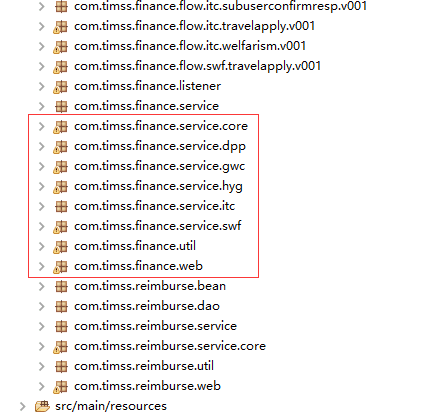 com.timss.finance.flow.itc.subuserconfirmresp.v001
com.timss.finance.flow.itc.travelapply.v001
com.timss.finance.flow.itc.welfarism.v001
com.timss.finance.flow.swf.travelapply.v001
com.timss.finance.listener
com.timss.finance.service
com.timss.finance.service.core
com.timss.finance.service.dpp
com.timss.finance.service.gwc
com.timss.finance.service.hyg
com.timss.finance.service.itc
com.timss.finance.service.swf
com.timss.finance.util
com.timss.finance.web
com.timss.reimburse.bean
com.timss.reimburse.dao
com.timss.reimburse.service
com.timss.reimburse.service.core
com.timss.reimburse.util
com.timss.reimburse.web
src/main/resources